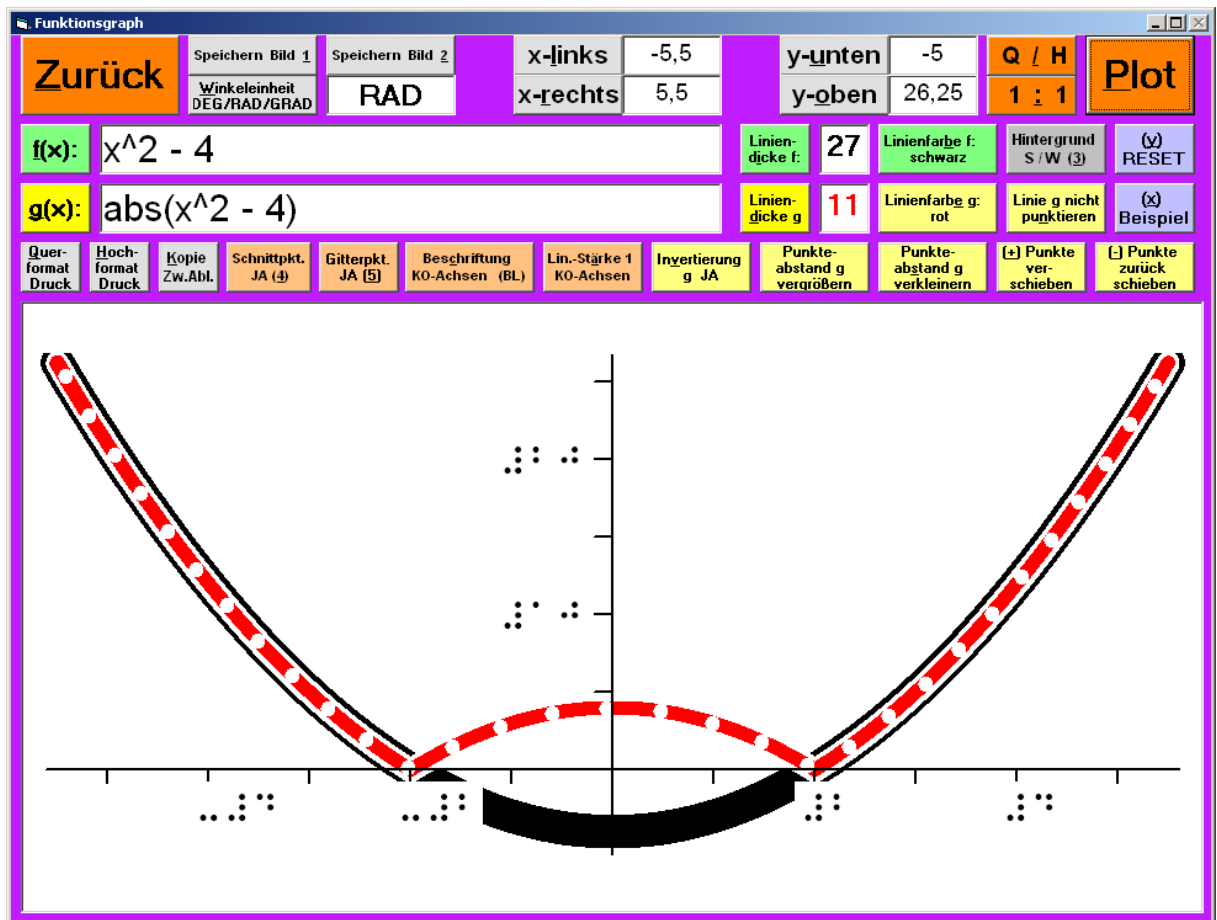 Funktionsgraph
Zurück
Speichern Bild 1
Speichern Bild 2
x-links
-5,5
y-unten
-5
Q / H
Plot
Winkeleinheit
DEG/RAD/GRAD
RAD
x-rechts
5,5
y-oben
26,25
1 : 1
f(x):
x^2 - 4
Linien-
dicke f:
27
Linienfarbe f:
schwarz
Hintergrund
S / W (3)
(y)
RESET
g(x):
abs(x^2 - 4)
Linien-
dicke g
11
Linienfarbe g:
rot
Linie g nicht
punktieren
(x)
Beispiel
Quer-
format
Druck
Hoch-
format
Druck
Kopie
Zw.Abl.
Schnittpkt.
JA (4)
Gitterpkt.
JA (5)
Beschriftung
KO-Achsen (BL)
Lin.-Stärke 1
KO-Achsen
Invertierung
g JA
Punkte-
abstand g
vergrößern
Punkte-
abstand g
verkleinern
(+) Punkte
ver-
schieben
(-) Punkte
zurück
schieben
⠼⠃⠚
⠼⠁⠚
⠤⠼⠙
⠤⠼⠃
⠼⠃
⠼⠙